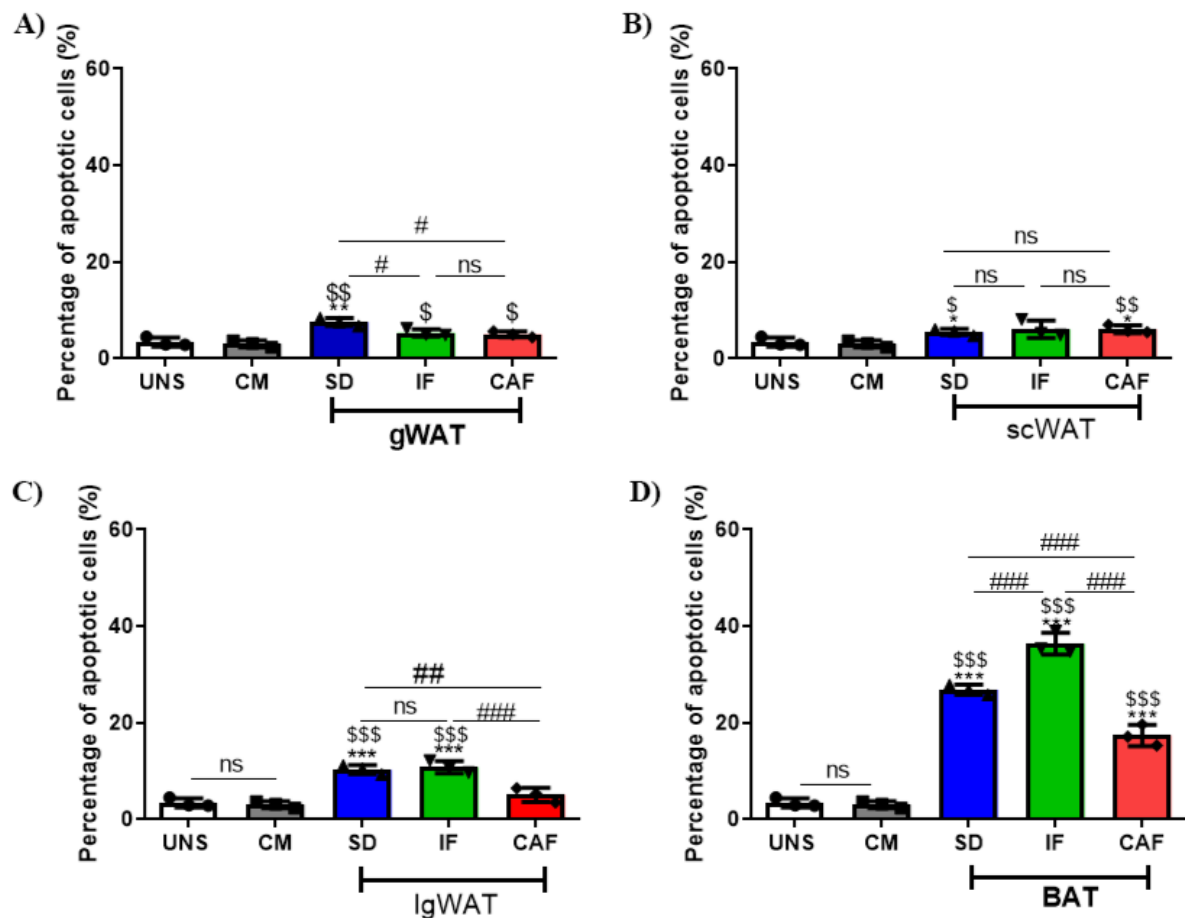 A)
Percentage of apoptotic cells (%)
60
40
20
0
#
#
ns
$$
**
$
$
UNS
CM
SD
IF
CAF
gWAT
B)
Percentage of apoptotic cells (%)
60
40
20
0
ns
ns
ns
$
*
$$
*
UNS
CM
SD
IF
CAF
scWAT
C)
Percentage of apoptotic cells (%)
60
40
20
0
##
ns
###
ns
$$$
***
$$$
***
UNS
CM
SD
IF
CAF
IgWAT
D)
Percentage of apoptotic cells (%)
60
40
20
0
###
###
###
$$$
***
$$$
***
$$$
***
ns
UNS
CM
SD
IF
CAF
BAT